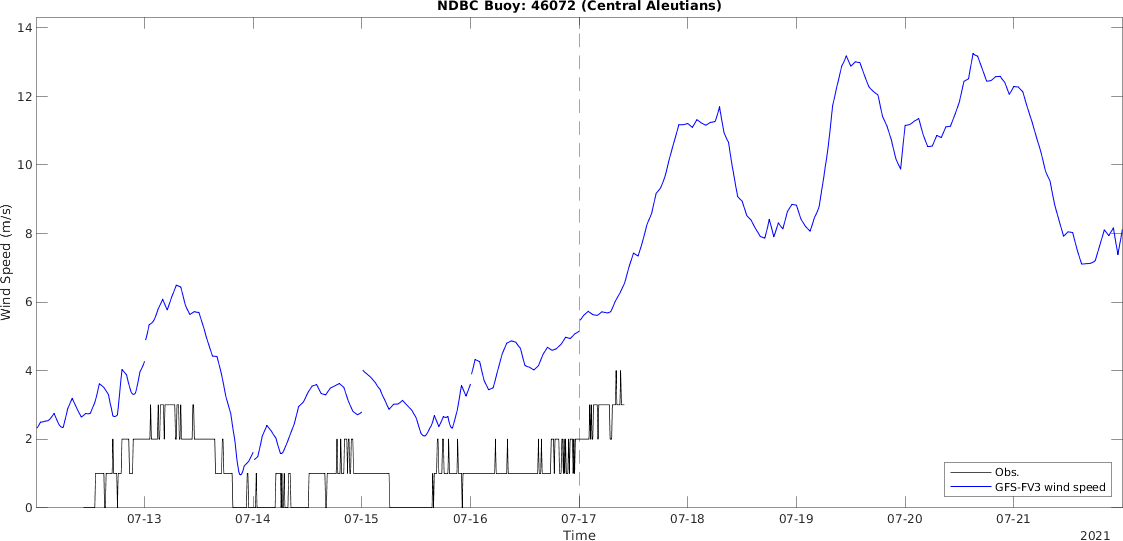 NDBC Buoy: 46072 (Central Aleutians)
14
12
10
8
6
4
2
0
Wind Speed (m/s)
Obs.
GFS-FV3 wind speed
07-13 07-14 07-15 07-16 07-17 07-18 07-19 07-20 07-21
Time
2021